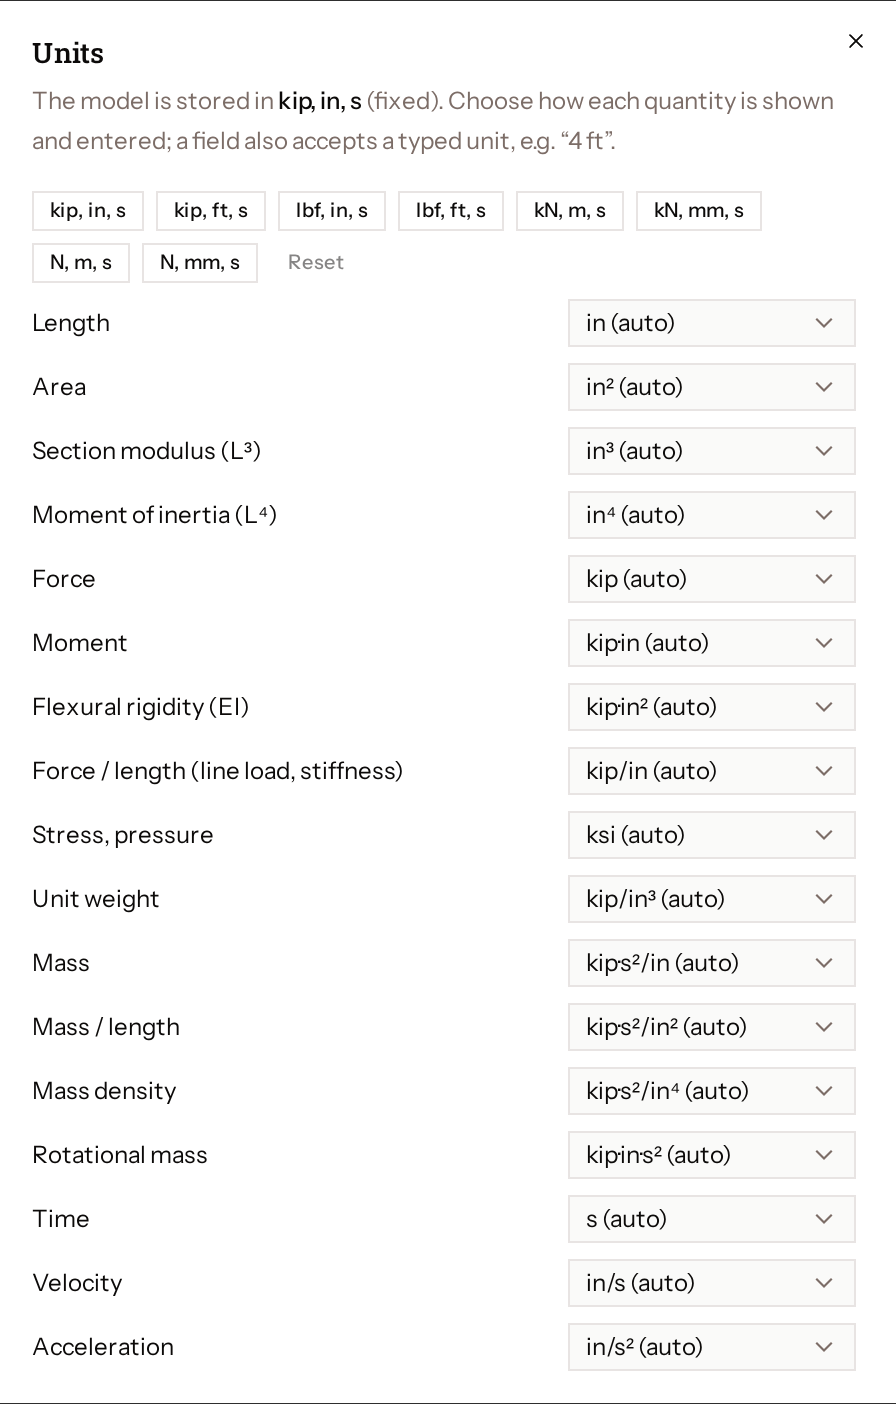 Units
The model is stored in kip, in, s (fixed). Choose how each quantity is shown
and entered; a field also accepts a typed unit, e.g. “4 ft”.
kip, in, s kip, ft, s lbf, in, s lbf, ft, s kN, m, s kN, mm, s
N, m, s N, mm, s Reset
Length in (auto)
Area in² (auto)
Section modulus (L³) in³ (auto)
Moment of inertia (L⁴) in⁴ (auto)
Force kip (auto)
Moment kip·in (auto)
Flexural rigidity (EI) kip·in² (auto)
Force / length (line load, stiffness) kip/in (auto)
Stress, pressure ksi (auto)
Unit weight kip/in³ (auto)
Mass kip·s²/in (auto)
Mass / length kip·s²/in² (auto)
Mass density kip·s²/in⁴ (auto)
Rotational mass kip·in·s² (auto)
Time s (auto)
Velocity in/s (auto)
Acceleration in/s² (auto)